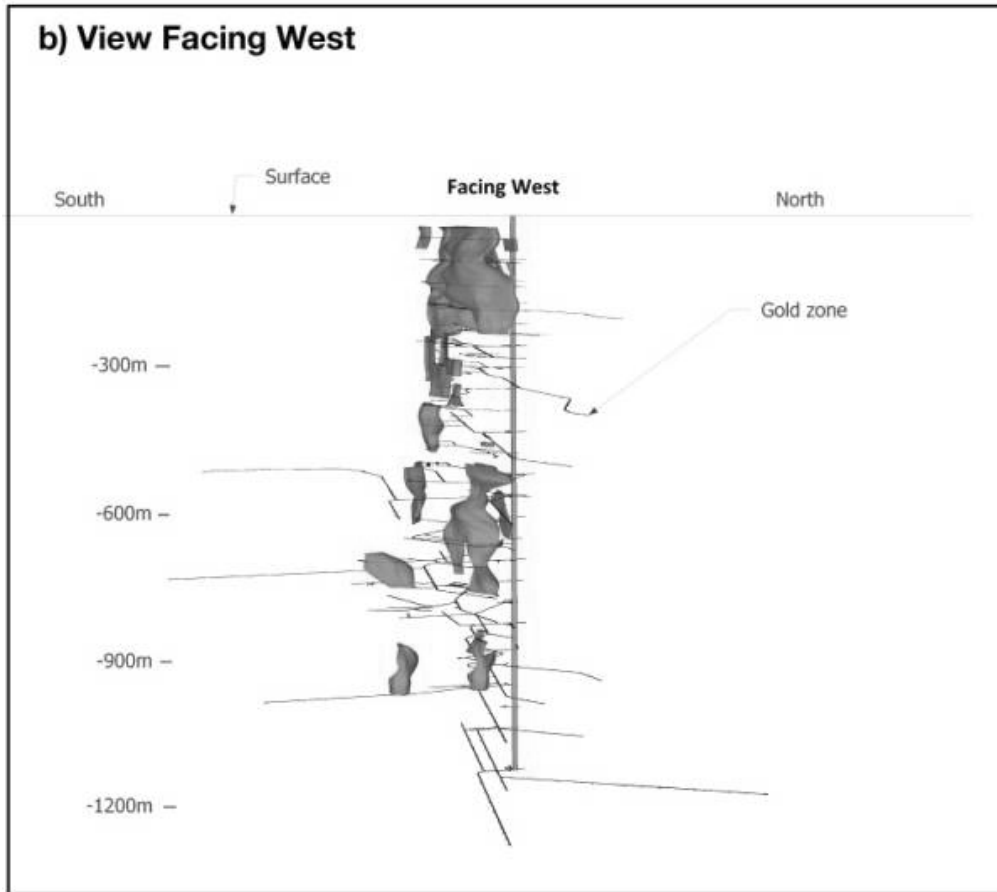 b) View Facing West
Surface
Facing West
South
North
Gold zone
-300m
-600m
-900m
-1200m